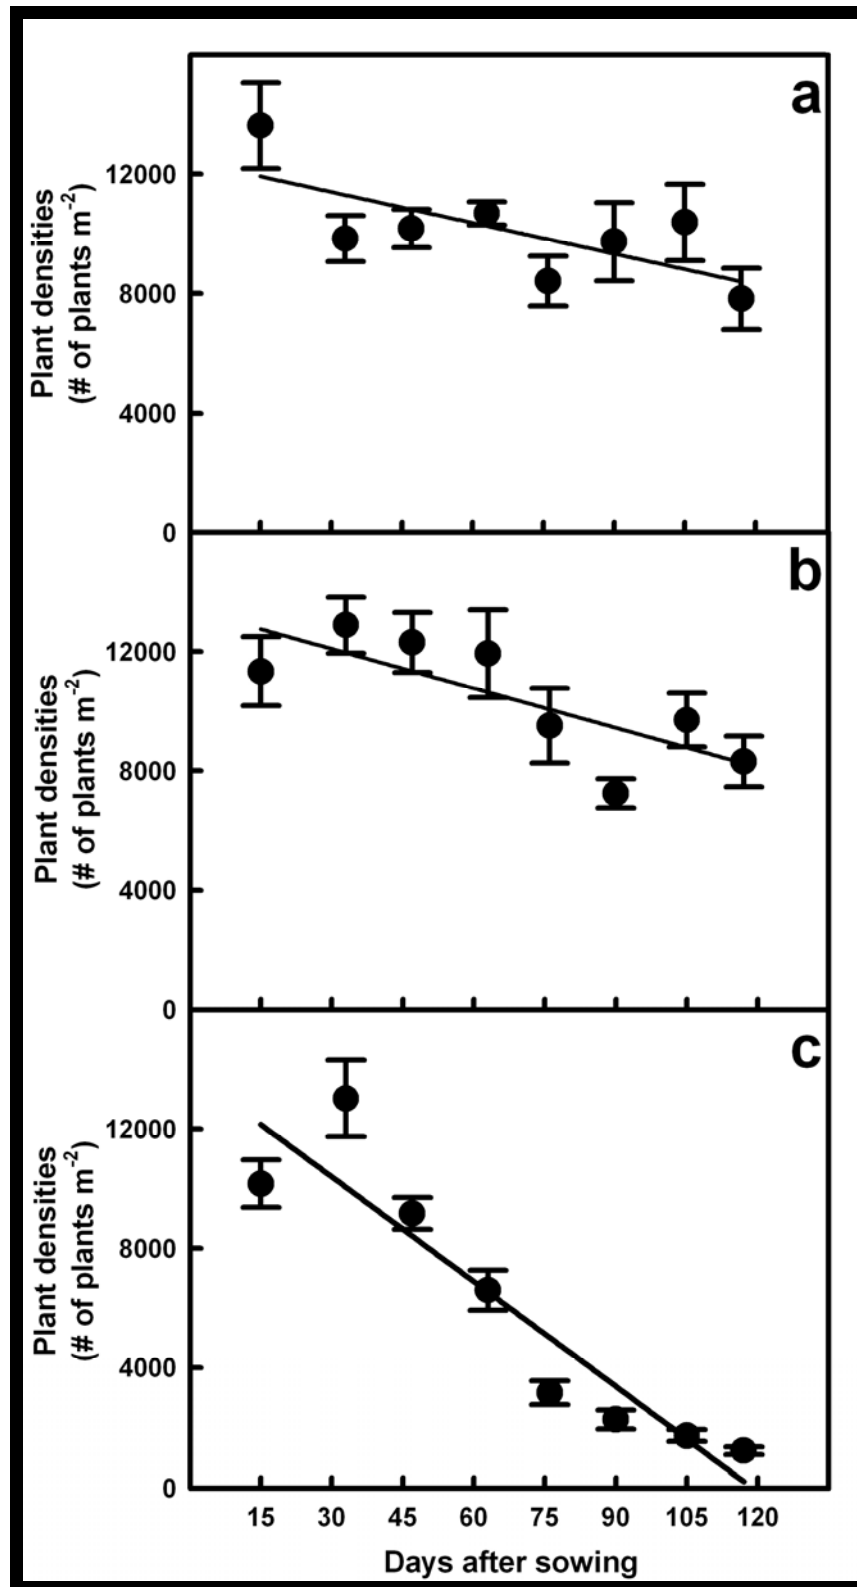 a
Plant densities
(# of plants m⁻²)
12000
8000
4000
0
b
Plant densities
(# of plants m⁻²)
12000
8000
4000
0
c
Plant densities
(# of plants m⁻²)
12000
8000
4000
0
15 30 45 60 75 90 105 120
Days after sowing